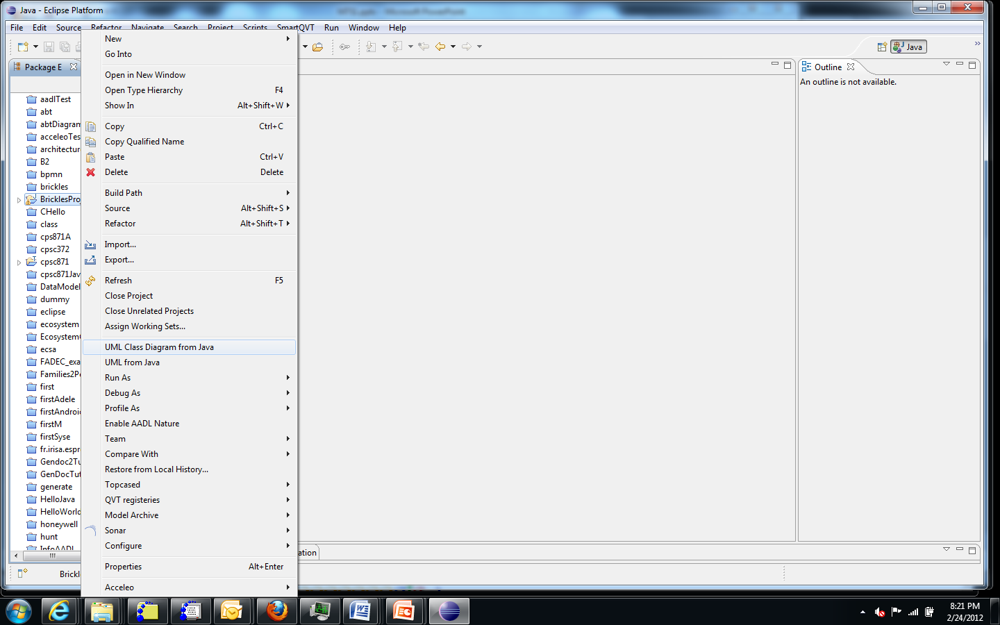 Java - Eclipse Platform
File Edit Source Refactor Navigate Search Project Scripts SmartQVT Run Window Help
Java
Package E
Outline
An outline is not available.
aadlTest
abt
abtDiagram
acceleoTes
architectur
B2
bpmn
brickles
BricklesPro
CHello
class
cps871A
cpsc372
cpsc871
cpsc871Jav
DataModel
dummy
eclipse
ecosystem
Ecosystem
ecsa
FADEC_exa
Families2P
first
firstAdele
firstAndroi
firstM
firstSyse
fr.irisa.espr
Gendoc2Tu
GenDocTut
generate
HelloJava
HelloWorld
honeywell
hunt
InfoAADL
New
Go Into
Open in New Window
Open Type Hierarchy F4
Show In Alt+Shift+W
Copy Ctrl+C
Copy Qualified Name
Paste Ctrl+V
Delete Delete
Build Path
Source Alt+Shift+S
Refactor Alt+Shift+T
Import...
Export...
Refresh F5
Close Project
Close Unrelated Projects
Assign Working Sets...
UML Class Diagram from Java
UML from Java
Run As
Debug As
Profile As
Enable AADL Nature
Team
Compare With
Restore from Local History...
Topcased
QVT registeries
Model Archive
Sonar
Configure
Properties Alt+Enter
Acceleo
ation
Brickl
8:21 PM
2/24/2012